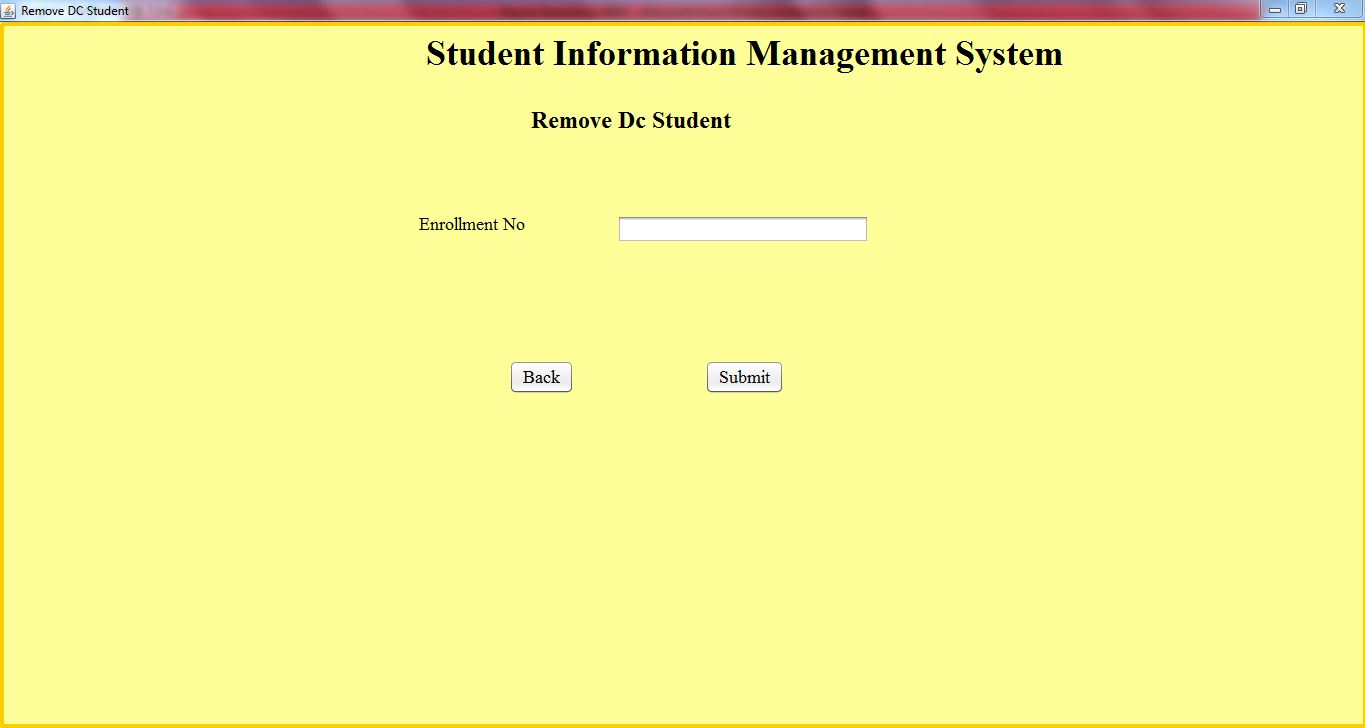 Remove DC Student
Student Information Management System
Remove Dc Student
Enrollment No
Back
Submit